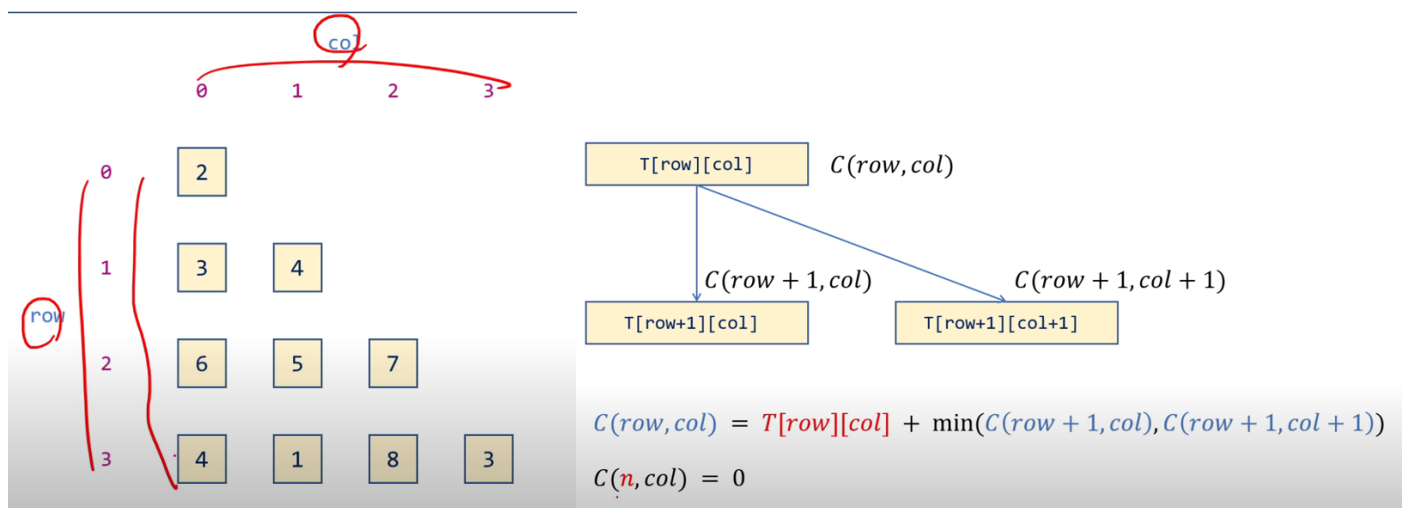 col
0 1 2 3
0 2
1 3 4
row
2 6 5 7
3 4 1 8 3
T[row][col] C(row, col)
C(row + 1, col) C(row + 1, col + 1)
T[row+1][col] T[row+1][col+1]
C(row, col) = T[row][col] + min(C(row + 1, col), C(row + 1, col + 1))
C(n, col) = 0